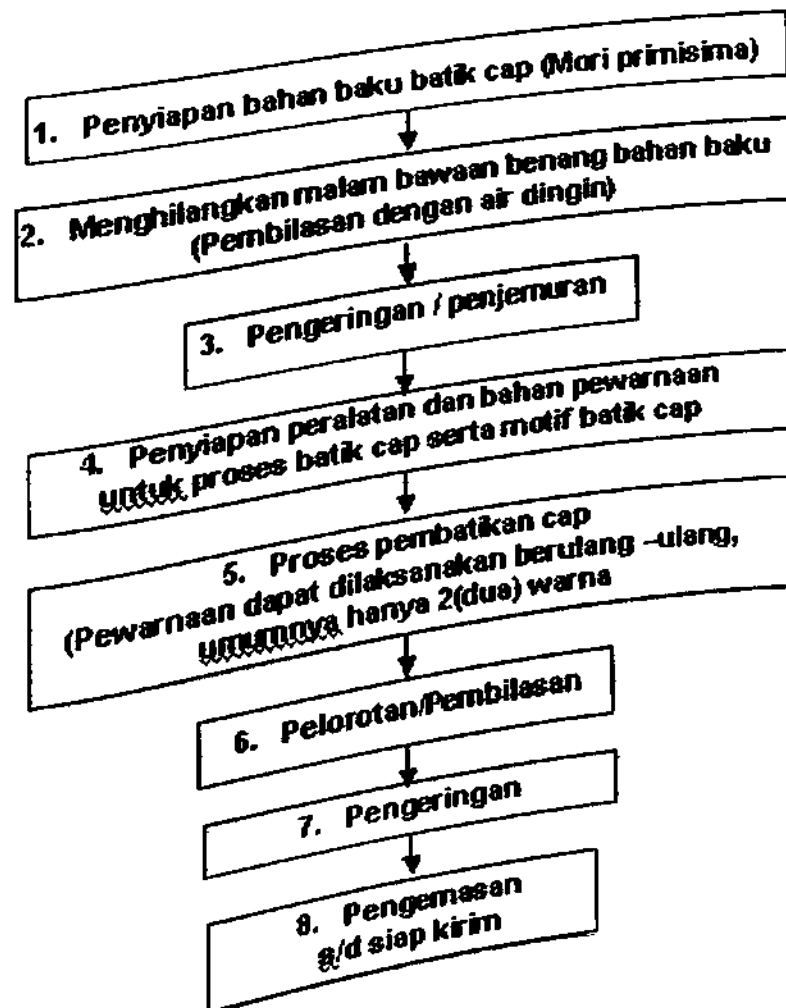 1. Penyiapan bahan baku batik cap (Mori primisima)
2. Menghilangkan malam bawaan benang bahan baku
(Pembilasan dengan air dingin)
3. Pengeringan / penjemuran
4. Penyiapan peralatan dan bahan pewarnaan
untuk proses batik cap serta motif batik cap
5. Proses pembatikan cap
(Pewarnaan dapat dilaksanakan berulang –ulang,
umumnya hanya 2(dua) warna
6. Pelorotan/Pembilasan
7. Pengeringan
8. Pengemasan
s/d siap kirim